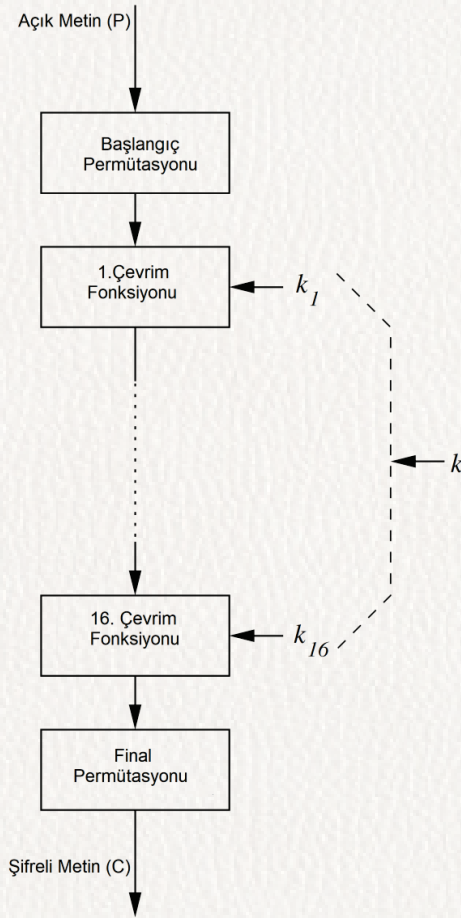 Açık Metin (P)
Başlangıç
Permütasyonu
1.Çevrim
Fonksiyonu
k1
k
16. Çevrim
Fonksiyonu
k16
Final
Permütasyonu
Şifreli Metin (C)